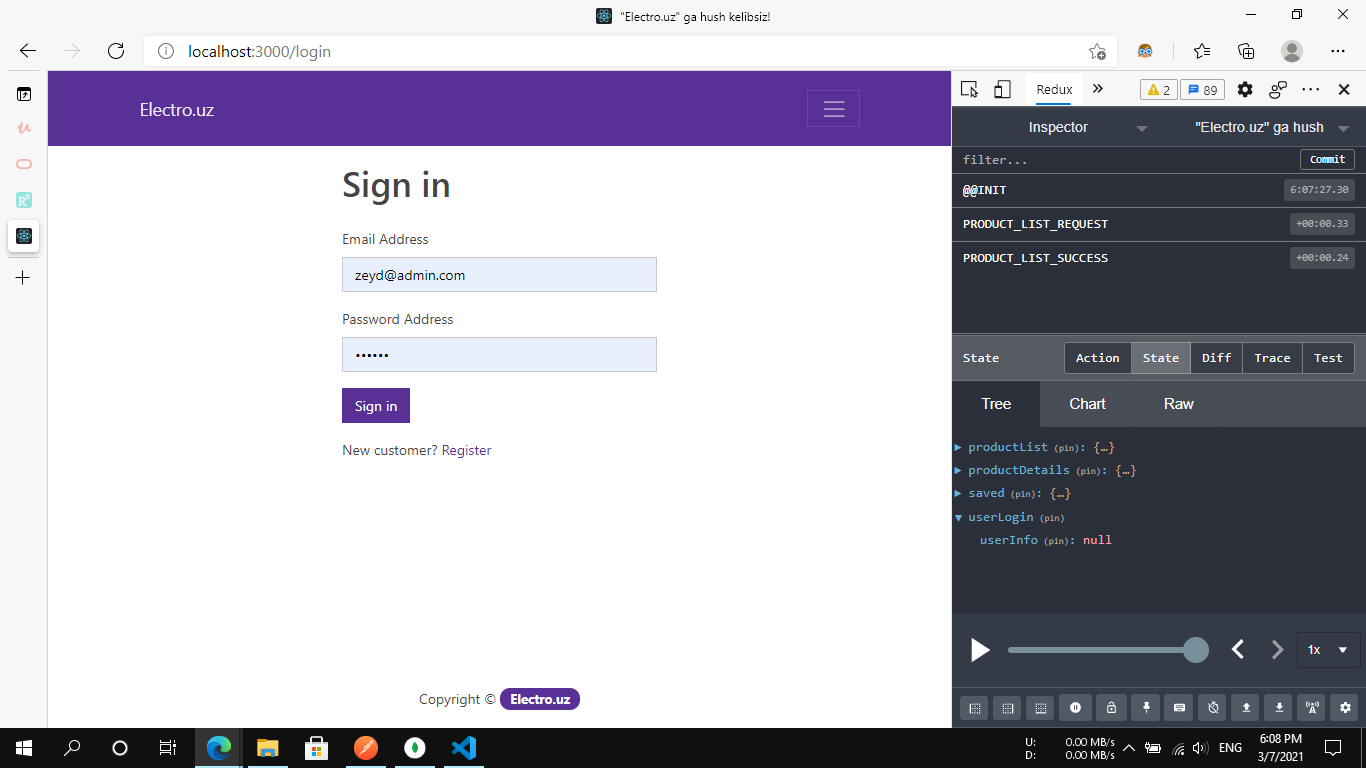 "Electro.uz" ga hush kelibsiz!
localhost:3000/login
Electro.uz
Sign in
Email Address
zeyd@admin.com
Password Address
••••••
Sign in
New customer? Register
Copyright © Electro.uz
Redux
2
89
Inspector
"Electro.uz" ga hush
filter...
Commit
@@INIT
6:07:27.30
PRODUCT_LIST_REQUEST
+00:00.33
PRODUCT_LIST_SUCCESS
+00:00.24
State
Action
State
Diff
Trace
Test
Tree
Chart
Raw
productList (pin): {…}
productDetails (pin): {…}
saved (pin): {…}
userLogin (pin)
userInfo (pin): null
1x
U: 0.00 MB/s
D: 0.00 MB/s
ENG
6:08 PM
3/7/2021